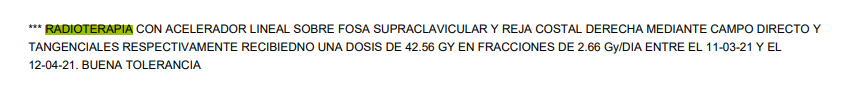 *** RADIOTERAPIA CON ACELERADOR LINEAL SOBRE FOSA SUPRACLAVICULAR Y REJA COSTAL DERECHA MEDIANTE CAMPO DIRECTO Y
TANGENCIALES RESPECTIVAMENTE RECIBIEDNO UNA DOSIS DE 42.56 GY EN FRACCIONES DE 2.66 Gy/DIA ENTRE EL 11-03-21 Y EL
12-04-21. BUENA TOLERANCIA